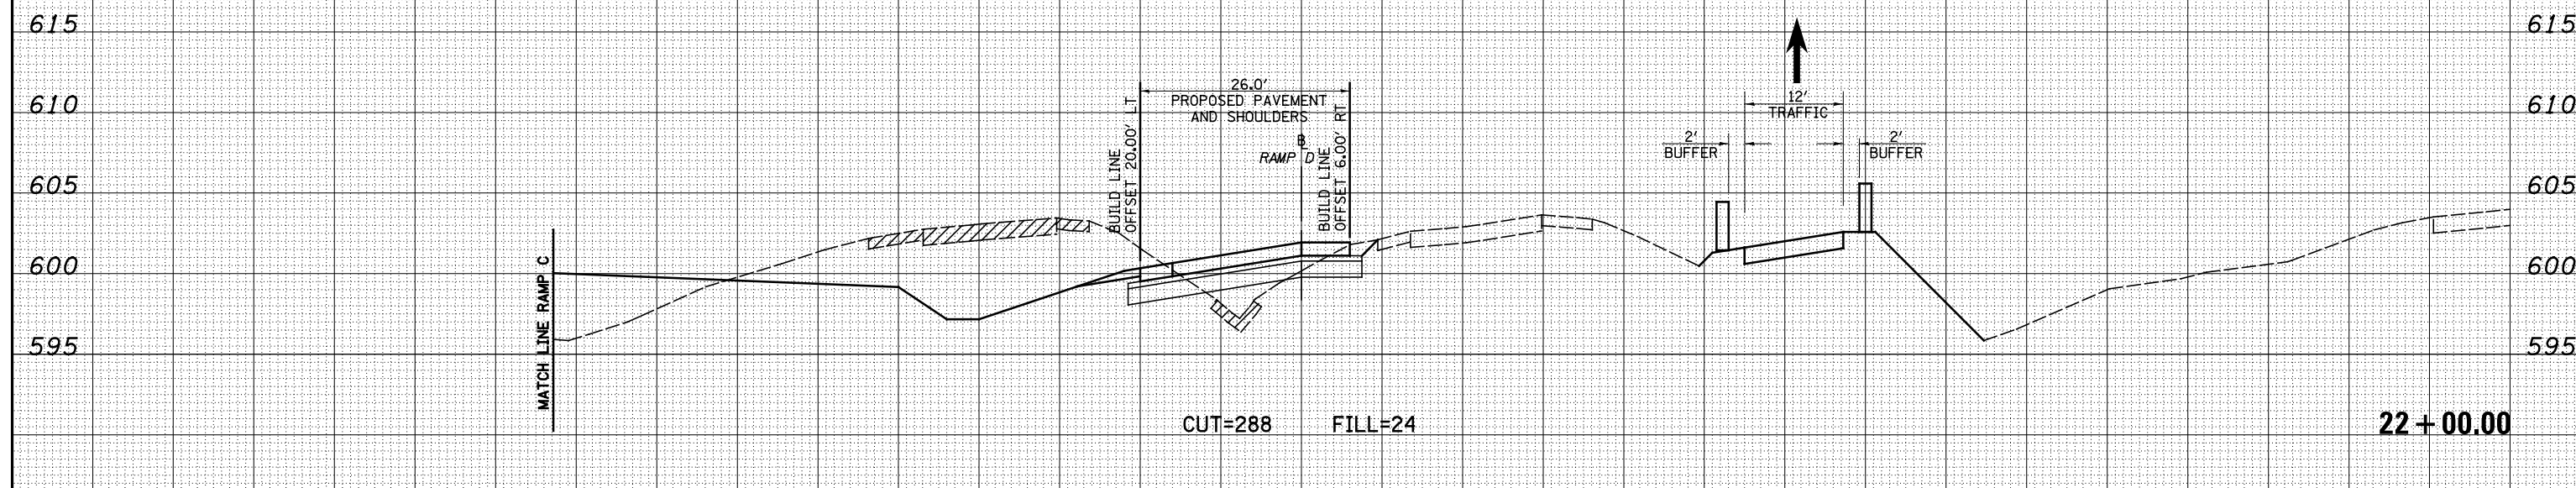 615
615
610
610
605
605
600
600
595
595
26.0'
PROPOSED PAVEMENT
AND SHOULDERS
BUILD LINE
OFFSET 20.00' LT
BL
RAMP D
BUILD LINE
OFFSET 6.00' RT
12'
TRAFFIC
2'
BUFFER
2'
BUFFER
MATCH LINE RAMP C
CUT=288 FILL=24
22+00.00